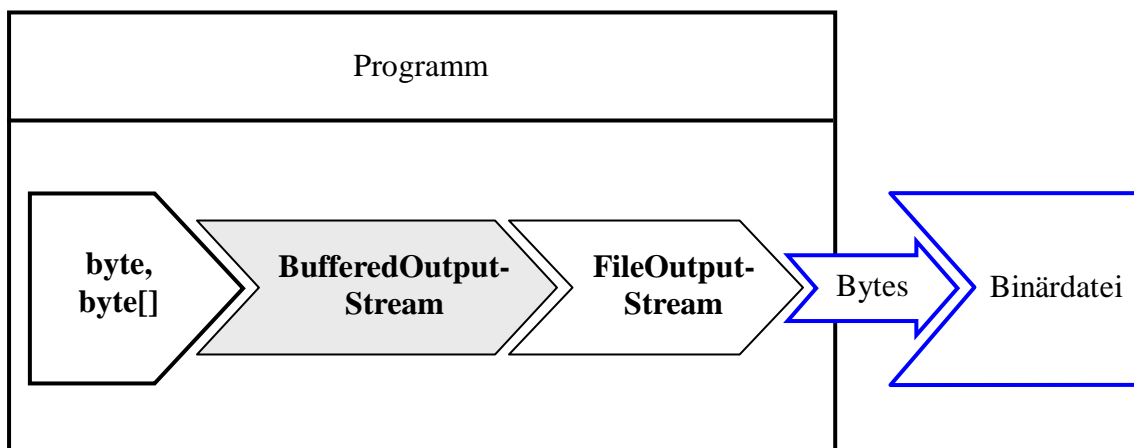 Programm
byte,
byte[]
BufferedOutput-
Stream
FileOutput-
Stream
Bytes
Binärdatei